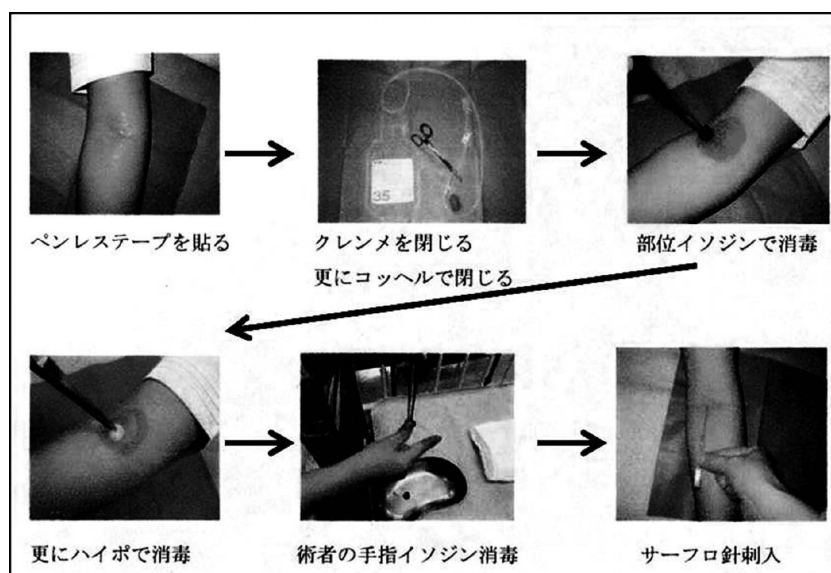 35
ペンレステープを貼る
クレンメを閉じる
更にコッヘルで閉じる
部位イソジンで消毒
更にハイポで消毒
術者の手指イソジン消毒
サーフロ針刺入